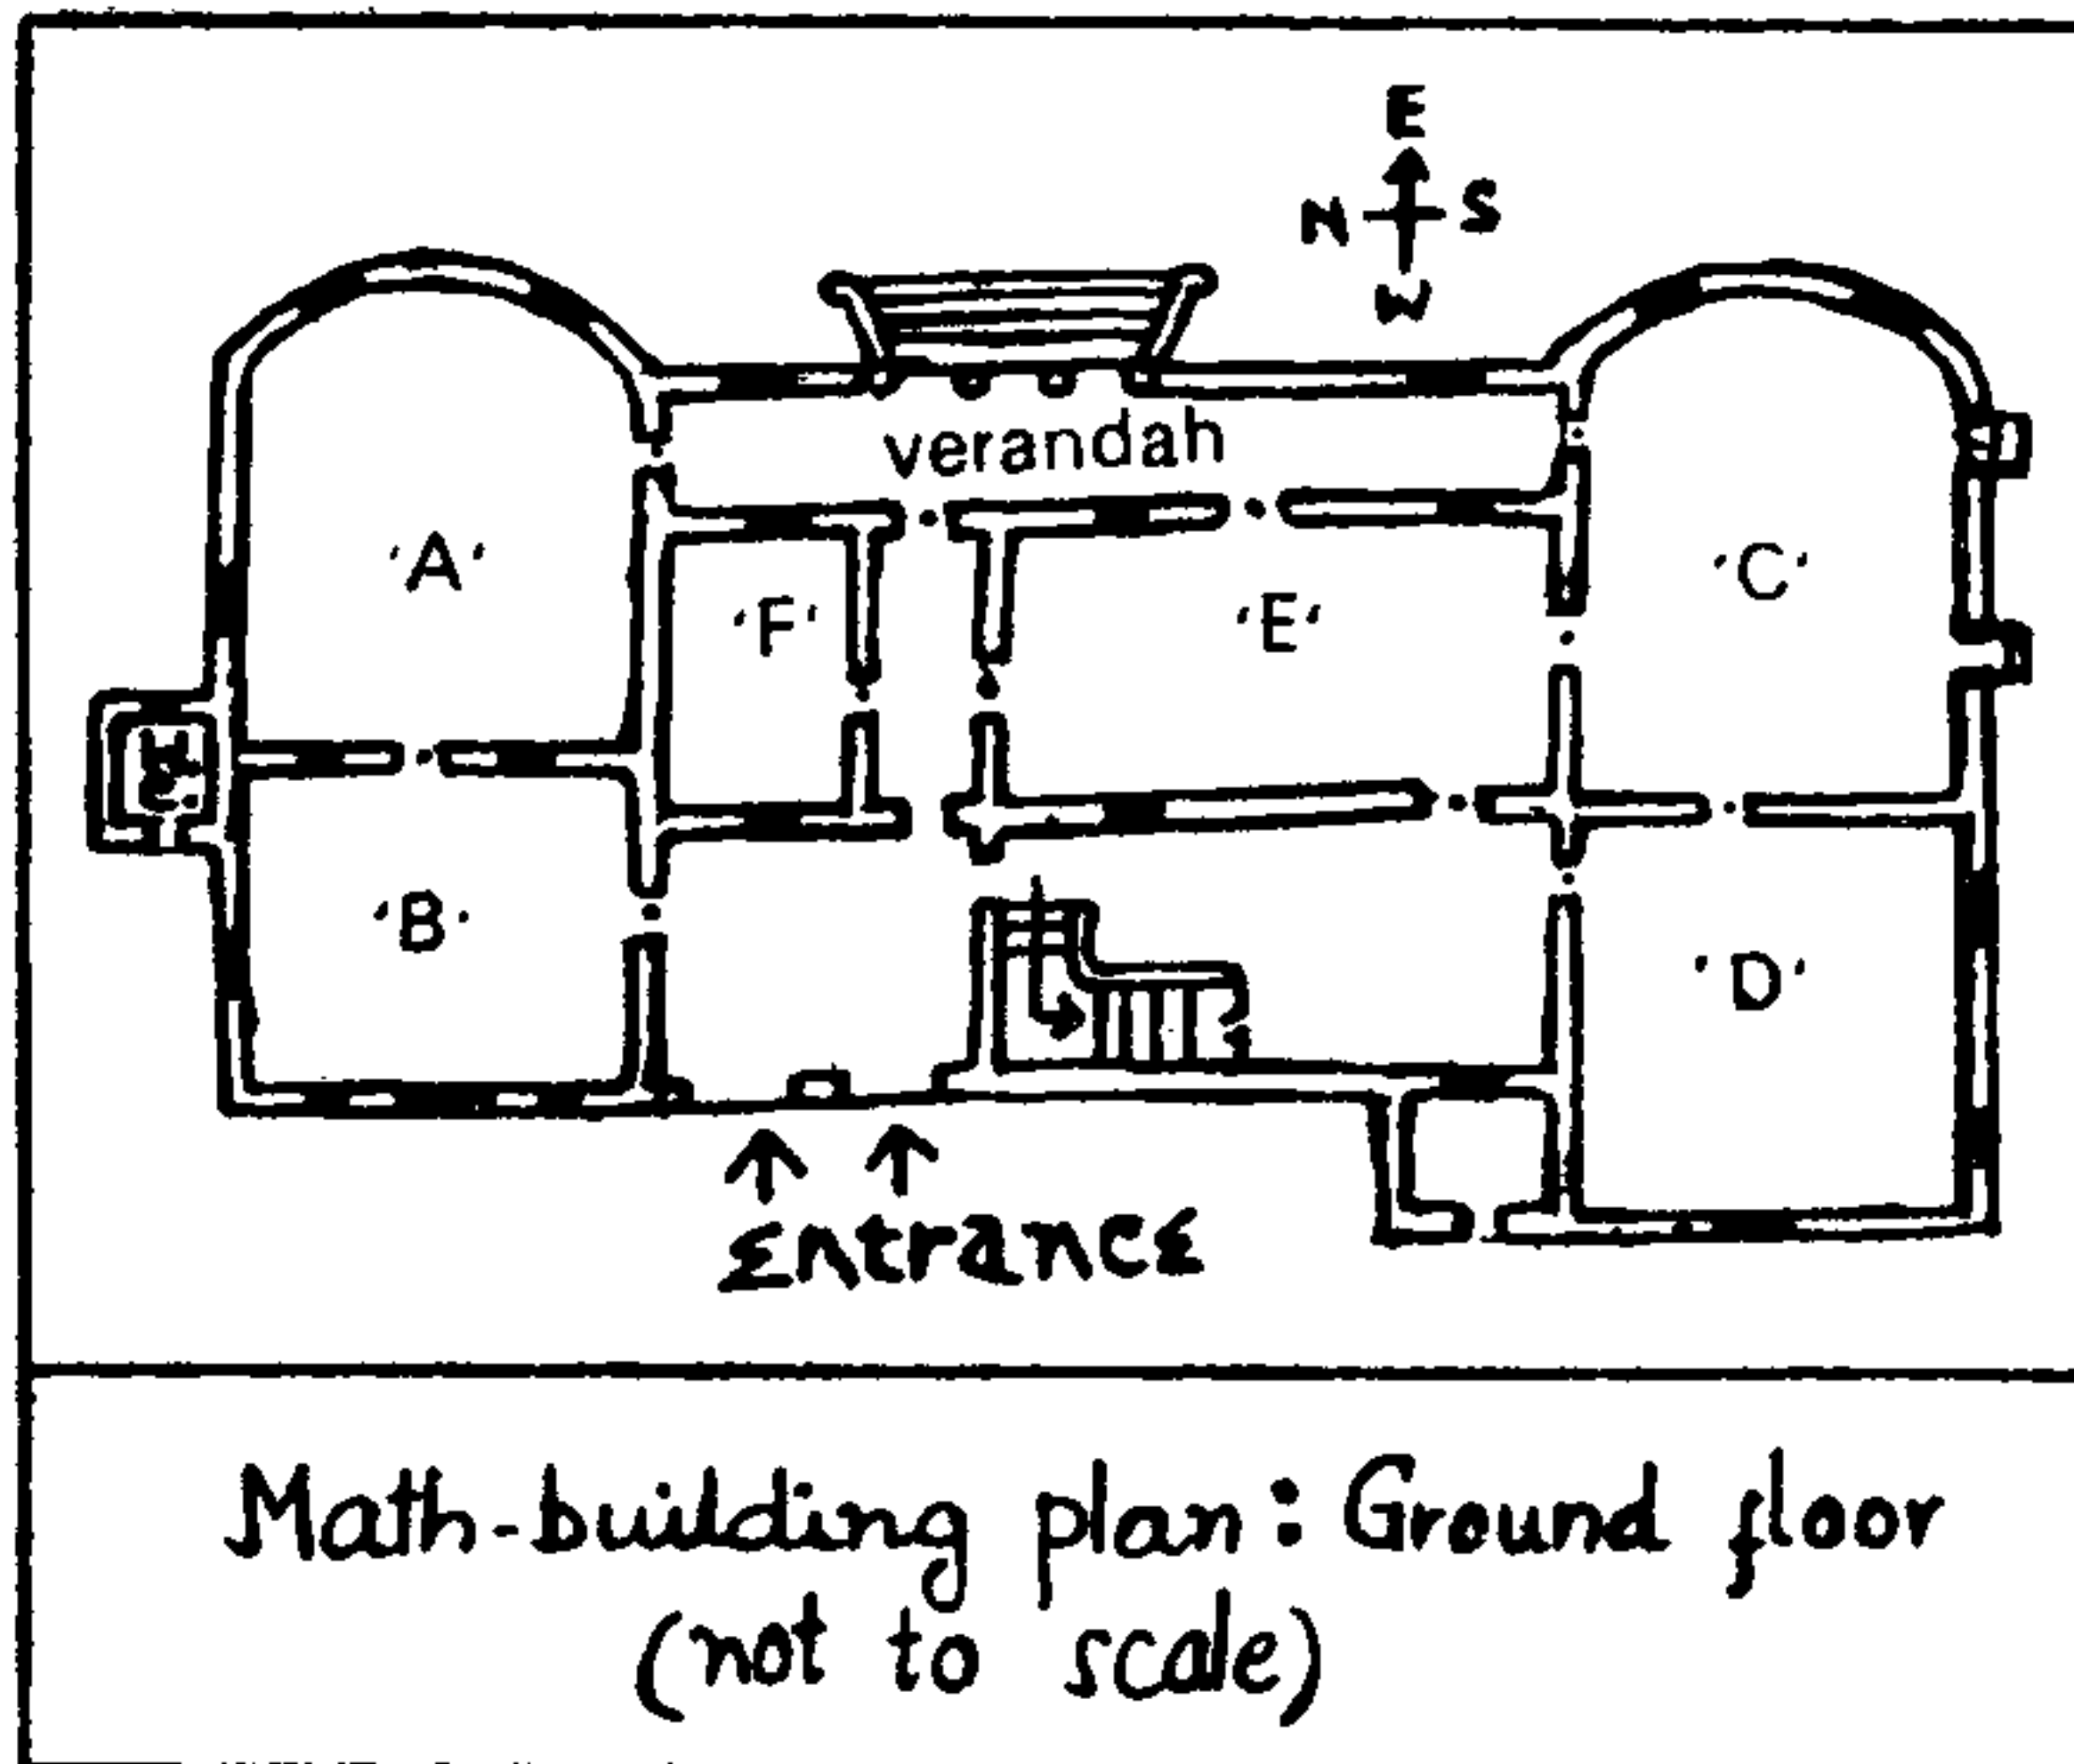 E
N S
W
verandah
'A'
'F' 'E' 'C'
'B' 'D'
Entrance
Math-building plan: Ground floor
(not to scale)